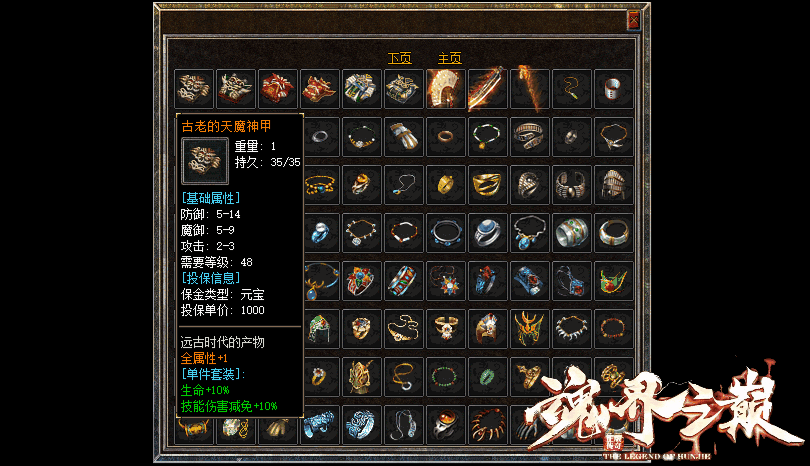 下页 主页
古老的天魔神甲
重量: 1
持久: 35/35
[基础属性]
防御: 5-14
魔御: 5-9
攻击: 2-3
需要等级: 48
[投保信息]
保金类型: 元宝
投保单价: 1000
远古时代的产物
全属性+1
[单件套装]:
生命+10%
技能伤害减免+10%
魂界之巅
THE LEGEND OF HUNJIE